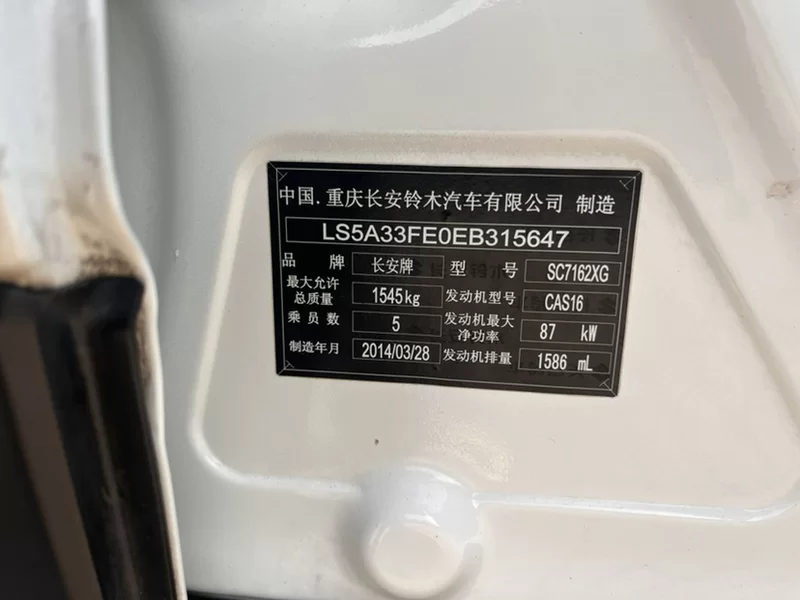 中国.重庆长安铃木汽车有限公司 制造
LS5A33FE0EB315647
品牌 长安牌 型号 SC7162XG
最大允许总质量 1545kg 发动机型号 CAS16
乘员数 5 发动机最大净功率 87 kW
制造年月 2014/03/28 发动机排量 1586 mL